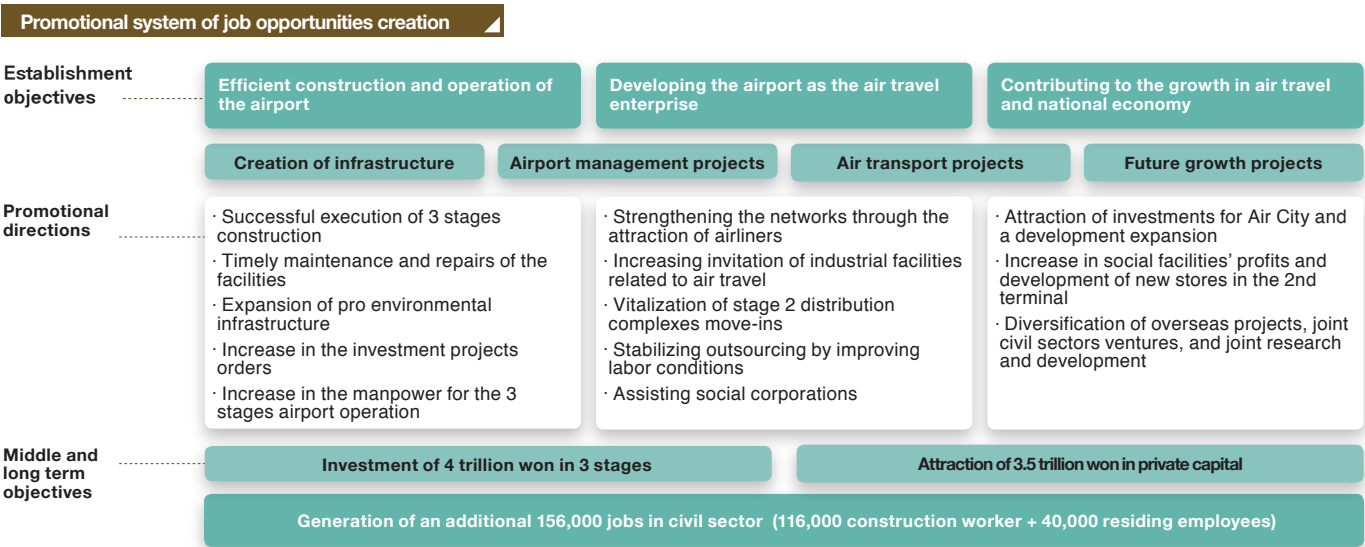 Promotional system of job opportunities creation
Establishment
objectives
Efficient construction and operation of
the airport
Developing the airport as the air travel
enterprise
Contributing to the growth in air travel
and national economy
Creation of infrastructure
Airport management projects
Air transport projects
Future growth projects
Promotional
directions
· Successful execution of 3 stages
construction
· Timely maintenance and repairs of the
facilities
· Expansion of pro environmental
infrastructure
· Increase in the investment projects
orders
· Increase in the manpower for the 3
stages airport operation
· Strengthening the networks through the
attraction of airliners
· Increasing invitation of industrial facilities
related to air travel
· Vitalization of stage 2 distribution
complexes move-ins
· Stabilizing outsourcing by improving
labor conditions
· Assisting social corporations
· Attraction of investments for Air City and
a development expansion
· Increase in social facilities' profits and
development of new stores in the 2nd
terminal
· Diversification of overseas projects, joint
civil sectors ventures, and joint research
and development
Middle and
long term
objectives
Investment of 4 trillion won in 3 stages
Attraction of 3.5 trillion won in private capital
Generation of an additional 156,000 jobs in civil sector (116,000 construction worker + 40,000 residing employees)